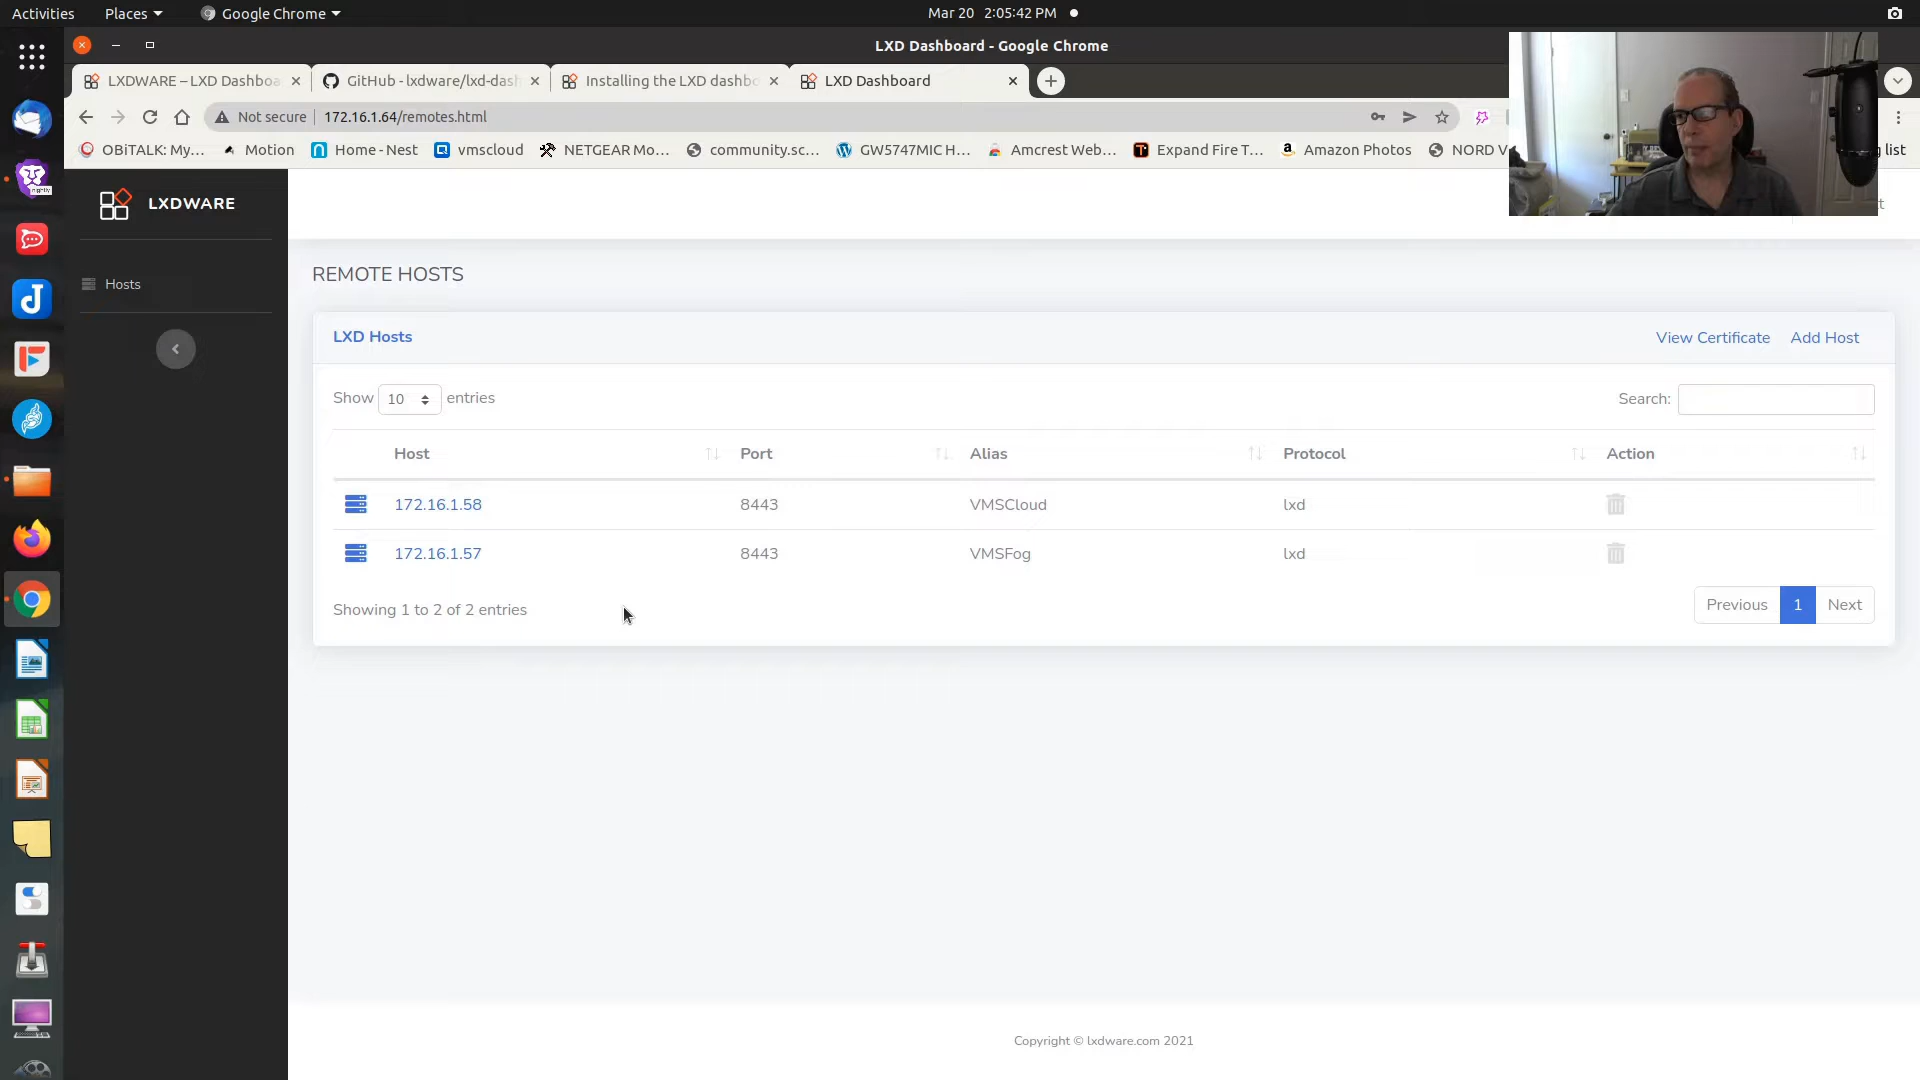 Activities
Places
Google Chrome
Mar 20 2:05:42 PM
LXD Dashboard - Google Chrome
LXDWARE – LXD Dashboa
GitHub - lxdware/lxd-dash
Installing the LXD dashbo
LXD Dashboard
Not secure
172.16.1.64/remotes.html
OBiTALK: My...
Motion
Home - Nest
vmscloud
NETGEAR Mo...
community.sc...
GW5747MIC H...
Amcrest Web...
Expand Fire T...
Amazon Photos
NORD V
list
LXDWARE
Hosts
REMOTE HOSTS
LXD Hosts
View Certificate
Add Host
Show 10 entries
Search:
Host Port Alias Protocol Action
172.16.1.58 8443 VMSCloud lxd
172.16.1.57 8443 VMSFog lxd
Showing 1 to 2 of 2 entries
Previous 1 Next
Copyright © lxdware.com 2021